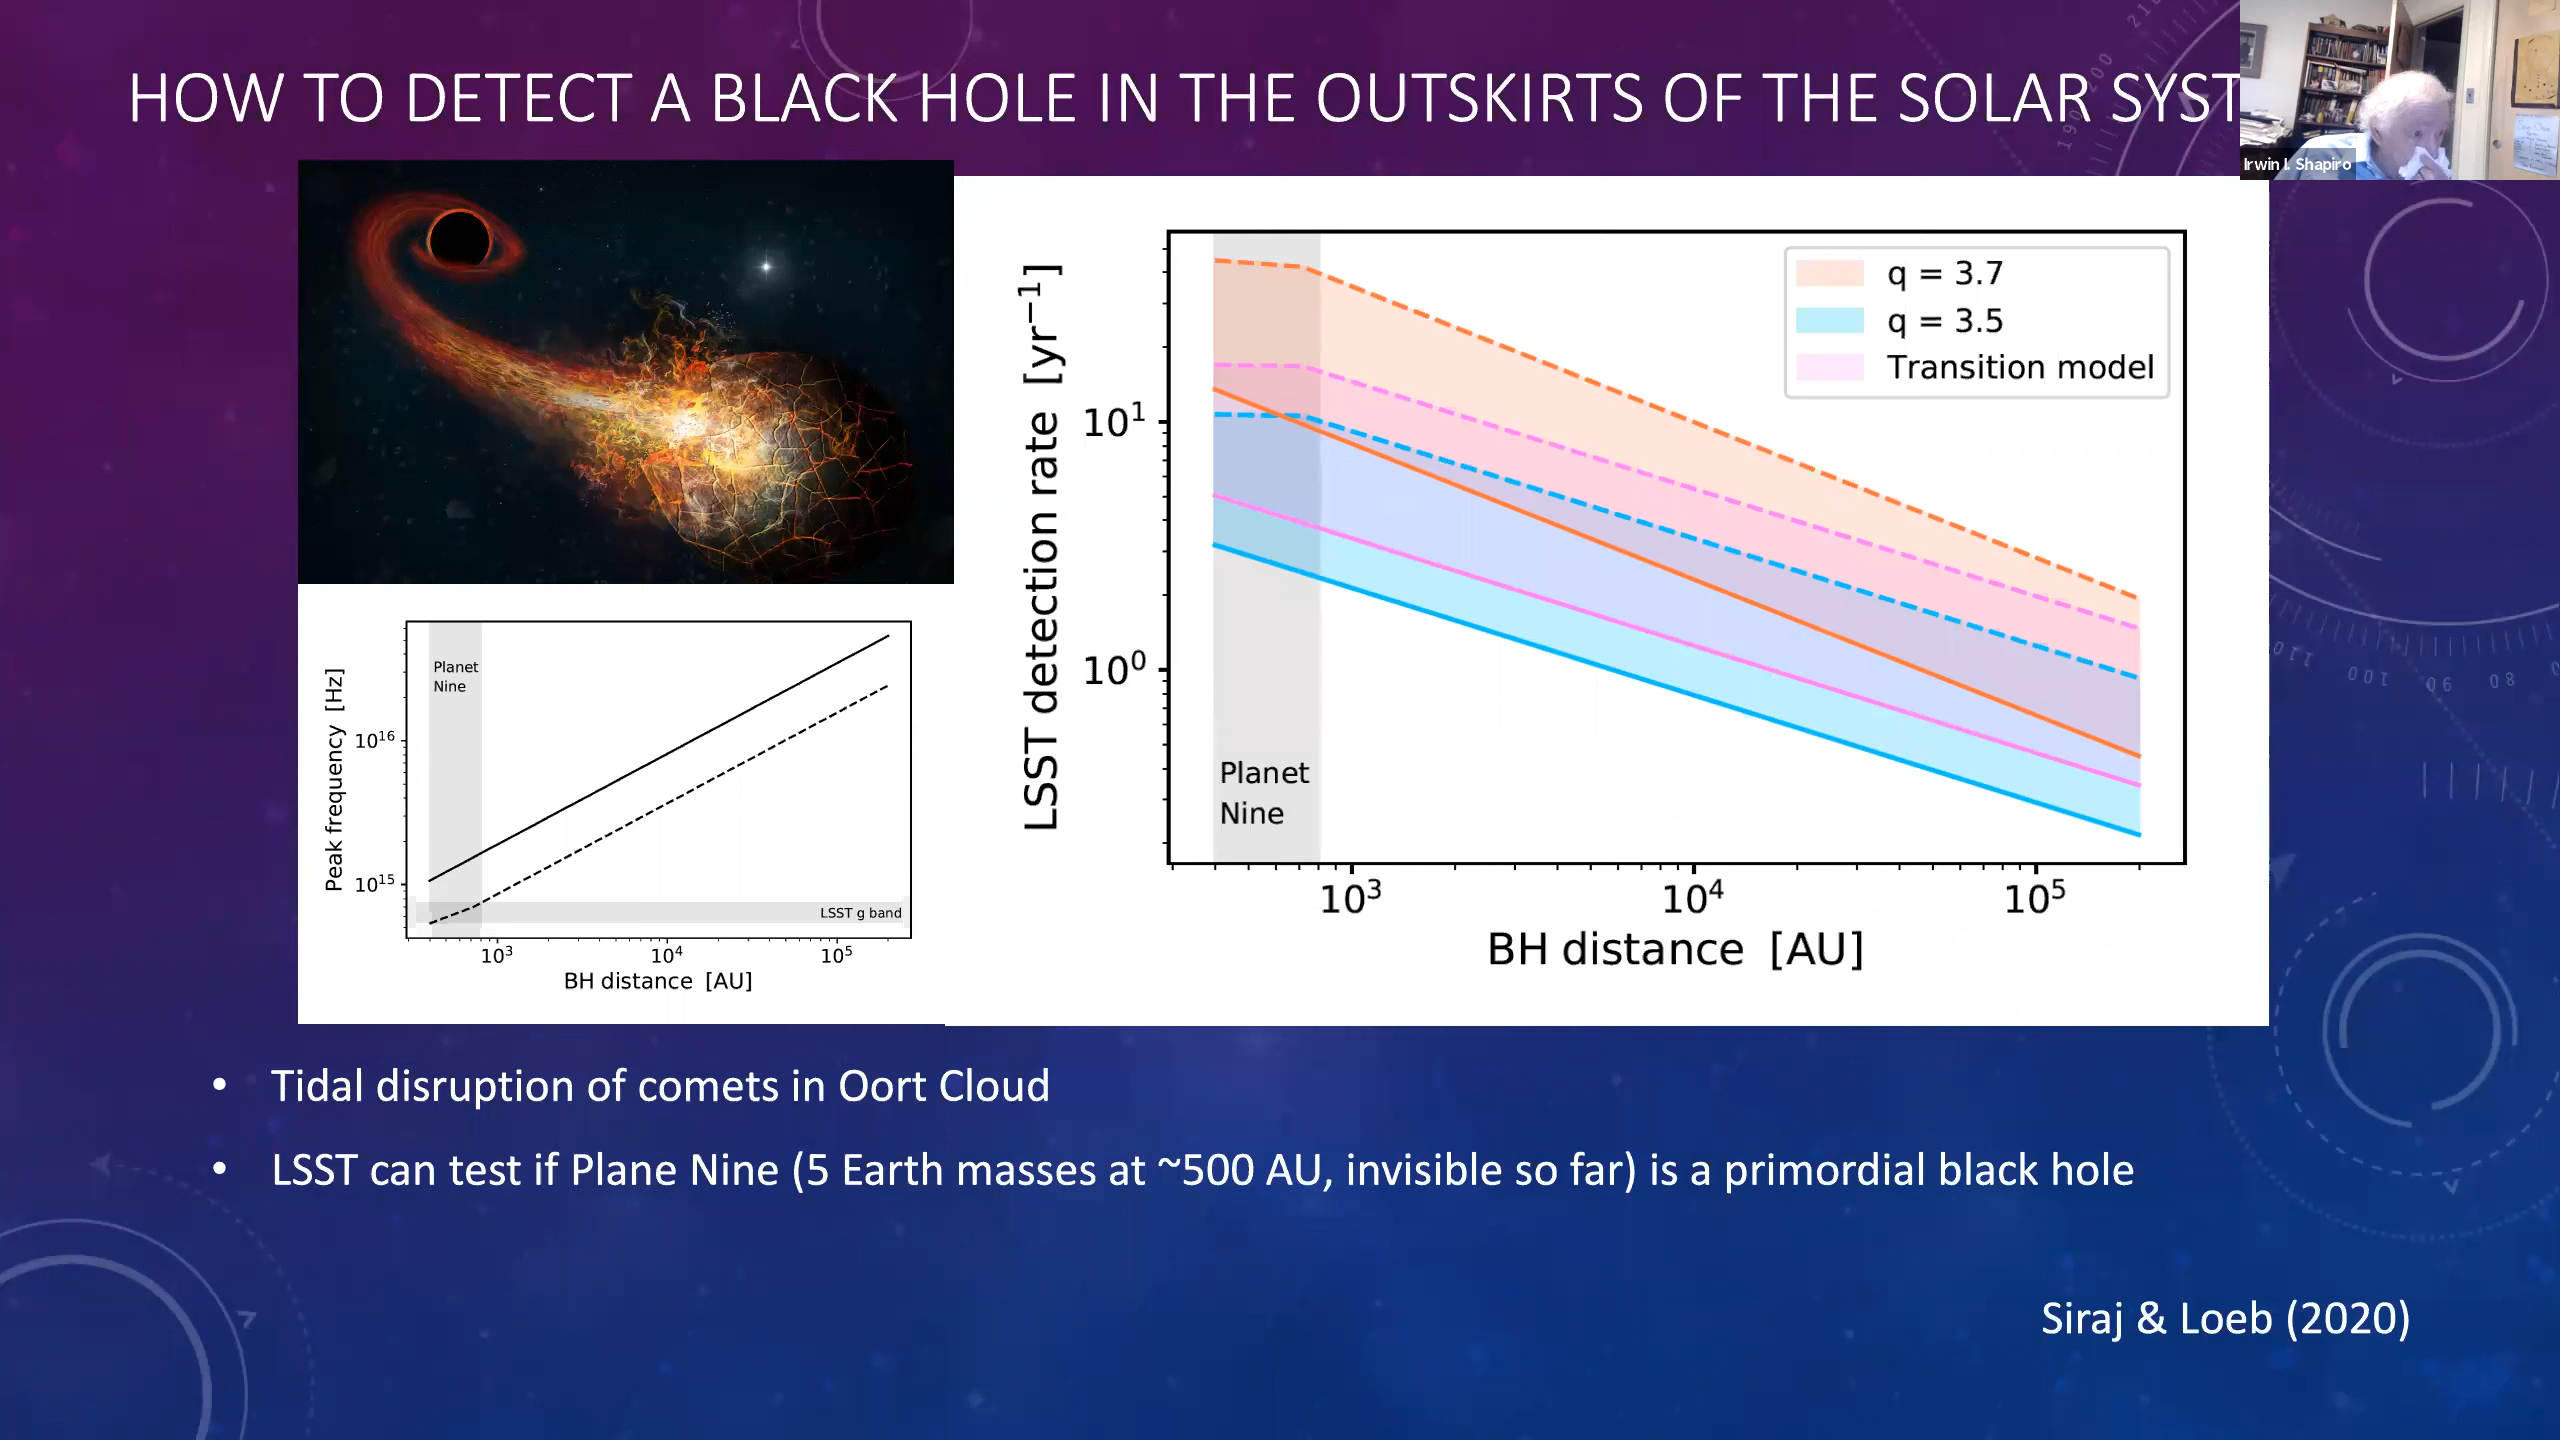 HOW TO DETECT A BLACK HOLE IN THE OUTSKIRTS OF THE SOLAR SYST
Irwin I. Shapiro
LSST detection rate [yr⁻¹]
10¹
10⁰
q = 3.7
q = 3.5
Transition model
Planet
Nine
10³ 10⁴ 10⁵
BH distance [AU]
Peak frequency [Hz]
10¹⁶
10¹⁵
Planet
Nine
LSST g band
10³ 10⁴ 10⁵
BH distance [AU]
• Tidal disruption of comets in Oort Cloud
• LSST can test if Plane Nine (5 Earth masses at ~500 AU, invisible so far) is a primordial black hole
Siraj & Loeb (2020)